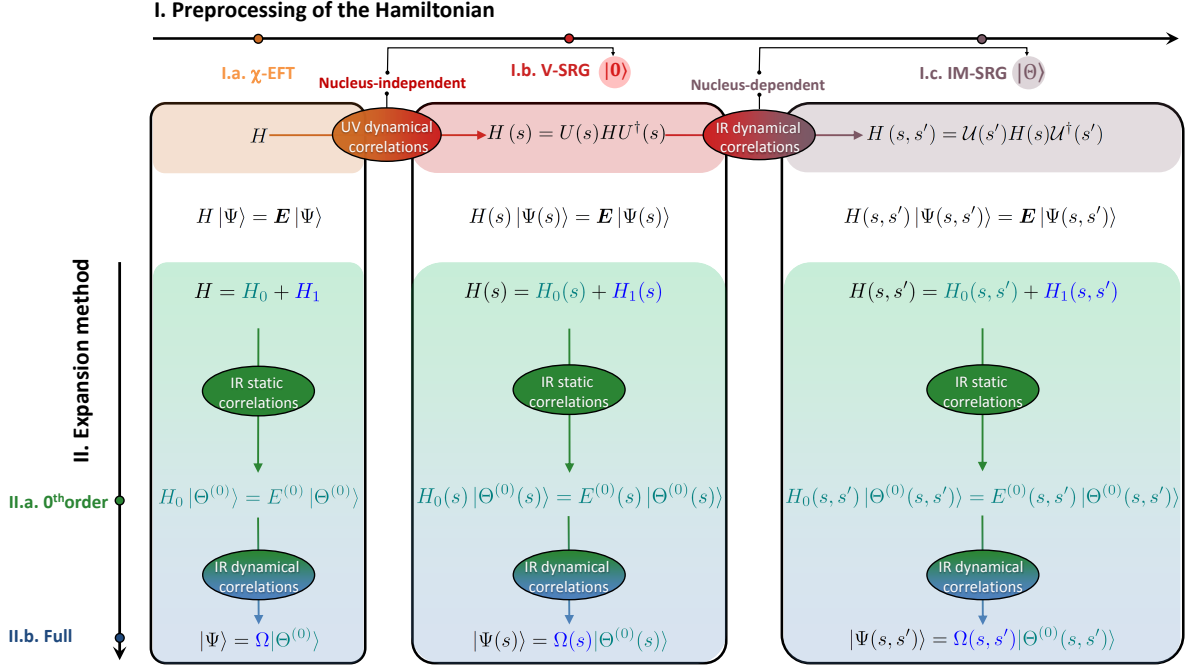 I. Preprocessing of the Hamiltonian
I.a. χ-EFT
Nucleus-independent
I.b. V-SRG |0⟩
Nucleus-dependent
I.c. IM-SRG |Θ⟩
H
UV dynamical
correlations
H(s) = U(s)HU†(s)
IR dynamical
correlations
H(s, s′) = 𝒰(s′)H(s)𝒰†(s′)
H |Ψ⟩ = E |Ψ⟩
H(s) |Ψ(s)⟩ = E |Ψ(s)⟩
H(s, s′) |Ψ(s, s′)⟩ = E |Ψ(s, s′)⟩
II. Expansion method
H = H₀ + H₁
H(s) = H₀(s) + H₁(s)
H(s, s′) = H₀(s, s′) + H₁(s, s′)
IR static
correlations
IR static
correlations
IR static
correlations
II.a. 0ᵗʰorder
H₀ |Θ⁽⁰⁾⟩ = E⁽⁰⁾ |Θ⁽⁰⁾⟩
H₀(s) |Θ⁽⁰⁾(s)⟩ = E⁽⁰⁾(s) |Θ⁽⁰⁾(s)⟩
H₀(s, s′) |Θ⁽⁰⁾(s, s′)⟩ = E⁽⁰⁾(s, s′) |Θ⁽⁰⁾(s, s′)⟩
IR dynamical
correlations
IR dynamical
correlations
IR dynamical
correlations
II.b. Full
|Ψ⟩ = Ω|Θ⁽⁰⁾⟩
|Ψ(s)⟩ = Ω(s)|Θ⁽⁰⁾(s)⟩
|Ψ(s, s′)⟩ = Ω(s, s′)|Θ⁽⁰⁾(s, s′)⟩